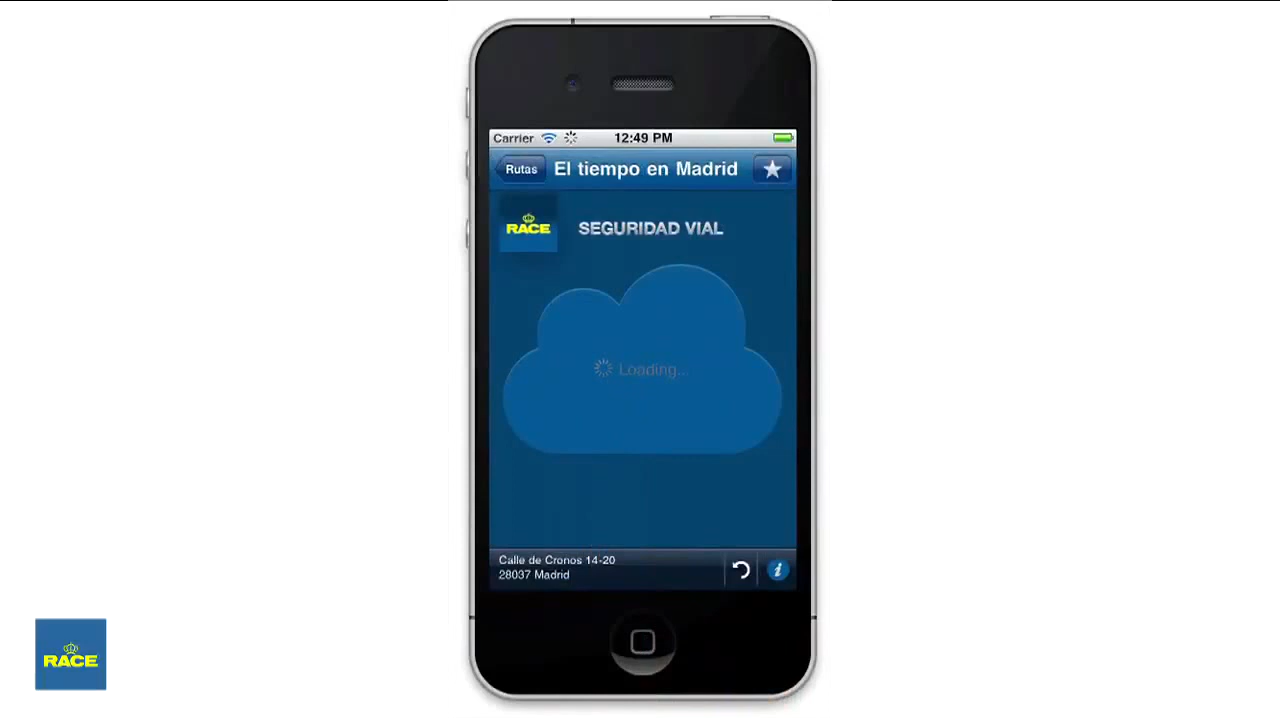 Carrier 12:49 PM
Rutas El tiempo en Madrid
RACE SEGURIDAD VIAL
Loading...
Calle de Cronos 14-20
28037 Madrid
i
RACE